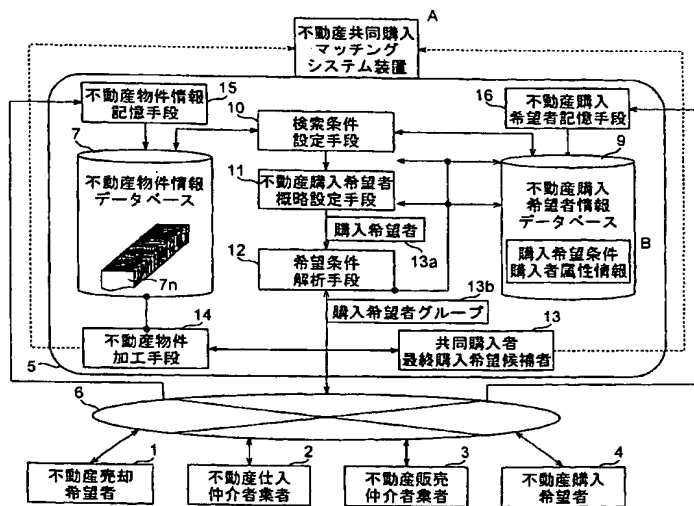 A
不動産共同購入
マッチング
システム装置
15
不動産物件情報
記憶手段
10
検索条件
設定手段
16
不動産購入
希望者記憶手段
7
不動産物件情報
データベース
7n
11
不動産購入希望者
概略設定手段
購入希望者
13a
12
希望条件
解析手段
9
不動産購入
希望者情報
データベース
B
購入希望条件
購入者属性情報
13b
購入希望者グループ
14
不動産物件
加工手段
13
共同購入者
最終購入希望候補者
5
6
1
不動産売却
希望者
2
不動産仕入
仲介者業者
3
不動産販売
仲介者業者
4
不動産購入
希望者